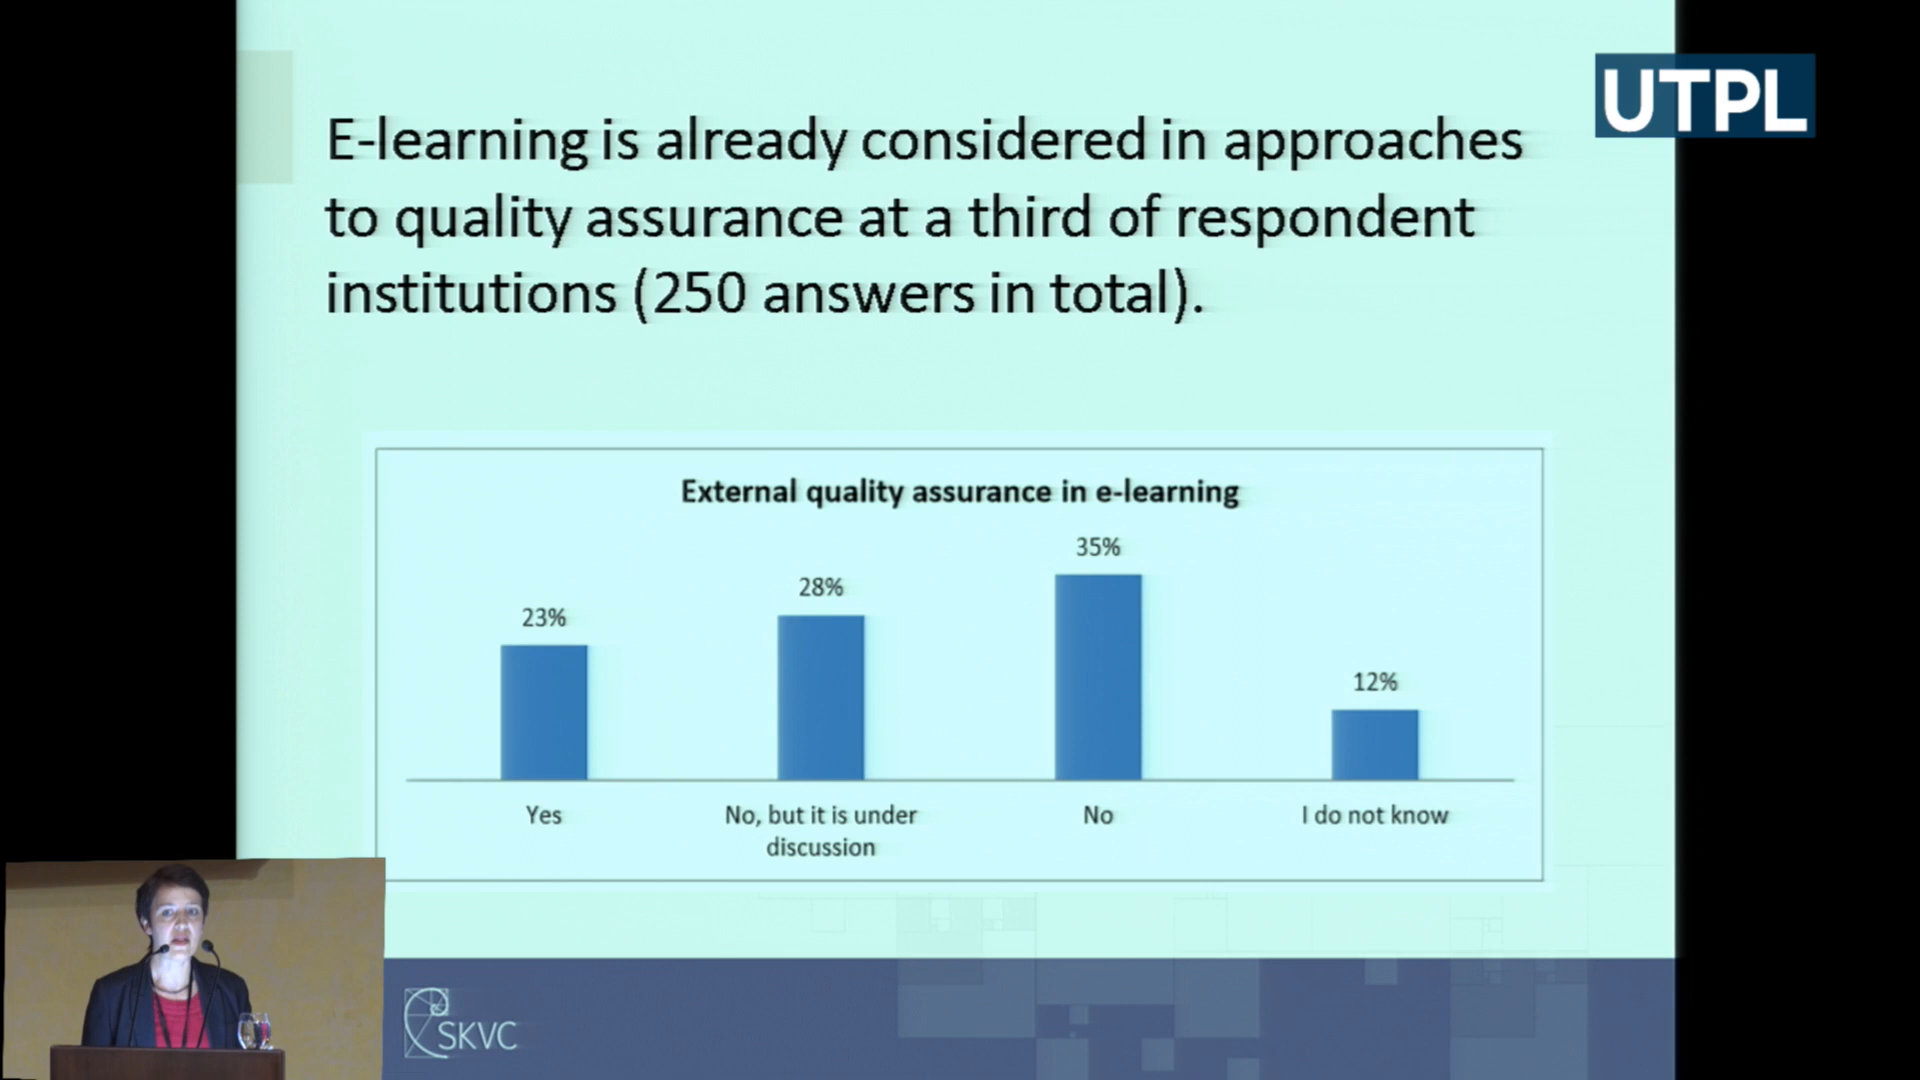 UTPL
E-learning is already considered in approaches
to quality assurance at a third of respondent
institutions (250 answers in total).
External quality assurance in e-learning
23%
28%
35%
12%
Yes
No, but it is under
discussion
No
I do not know
SKVC